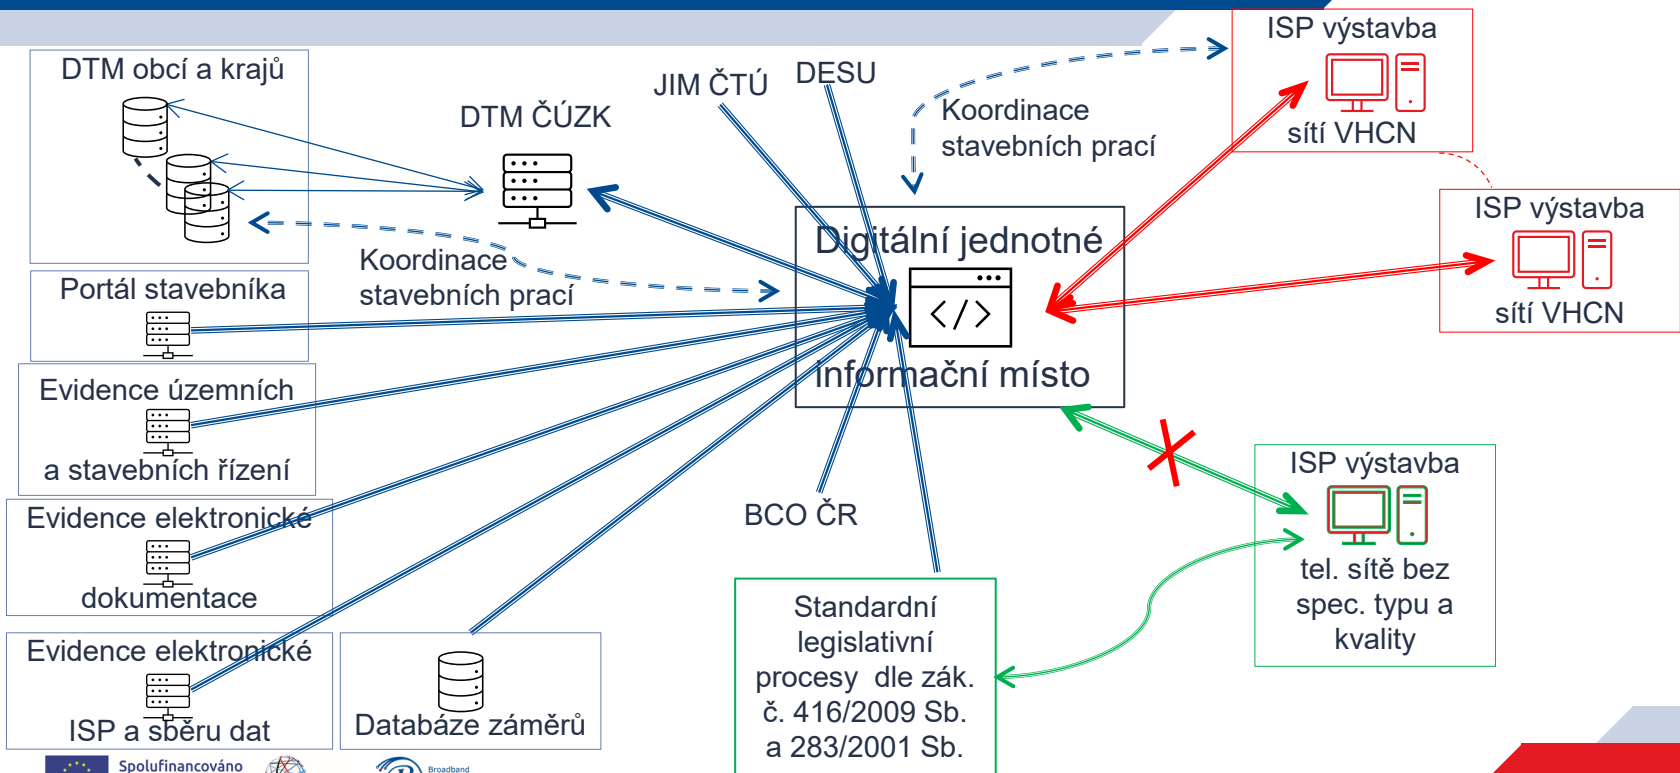 DTM obcí a krajů
DTM ČÚZK
JIM ČTÚ
DESU
Koordinace
stavebních prací
ISP výstavba
sítí VHCN
ISP výstavba
sítí VHCN
Koordinace
stavebních prací
Digitální jednotné
</>
informační místo
Portál stavebníka
Evidence územních
a stavebních řízení
Evidence elektronické
dokumentace
Evidence elektronické
ISP a sběru dat
Databáze záměrů
BCO ČR
Standardní
legislativní
procesy dle zák.
č. 416/2009 Sb.
a 283/2001 Sb.
ISP výstavba
tel. sítě bez
spec. typu a
kvality
Spolufinancováno
Broadband